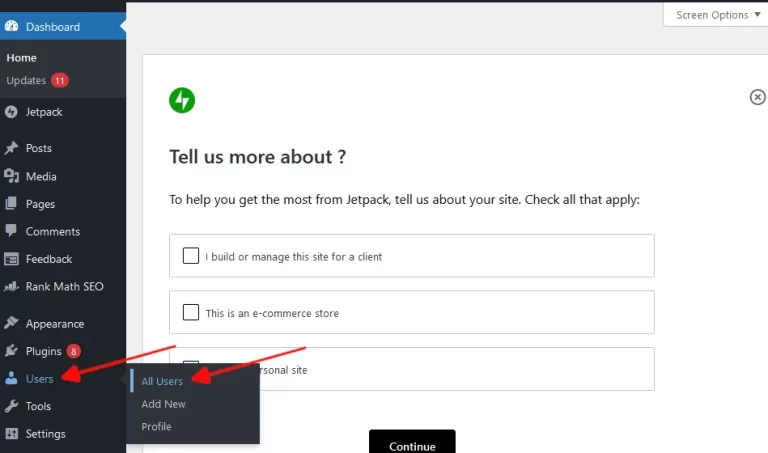 Dashboard
Screen Options
Home
Updates 11
Jetpack
Posts
Media
Pages
Comments
Feedback
Rank Math SEO
Appearance
Plugins 8
Users
Tools
Settings
All Users
Add New
Profile
Tell us more about ?
To help you get the most from Jetpack, tell us about your site. Check all that apply:
I build or manage this site for a client
This is an e-commerce store
site
Continue